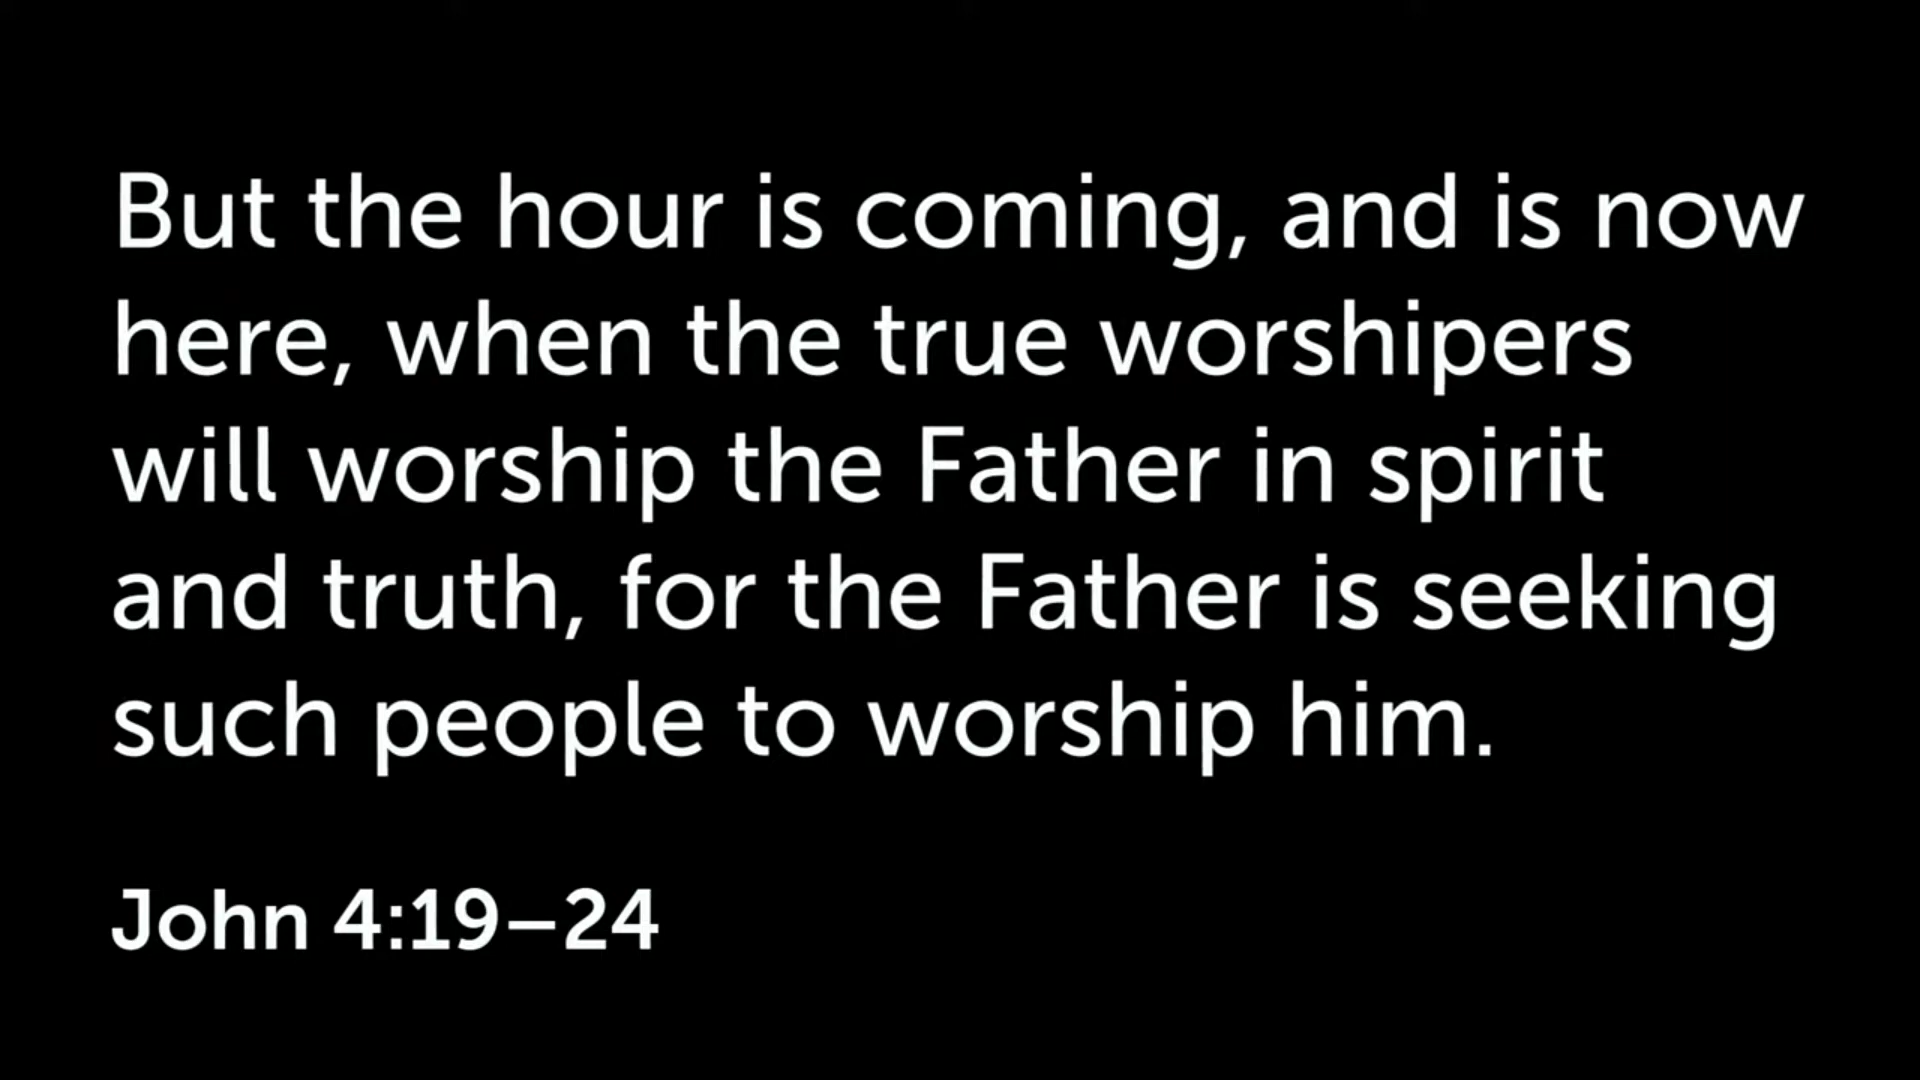 But the hour is coming, and is now
here, when the true worshipers
will worship the Father in spirit
and truth, for the Father is seeking
such people to worship him.
John 4:19–24